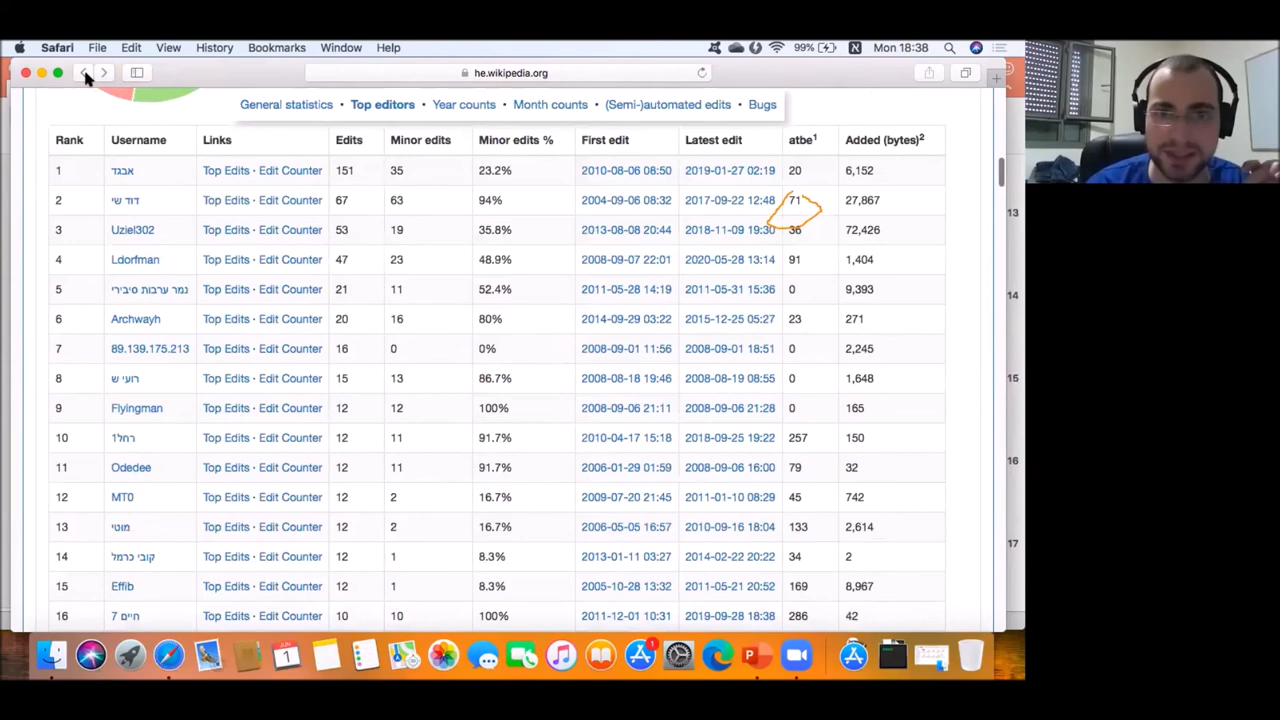 Safari File Edit View History Bookmarks Window Help 99% א Mon 18:38
he.wikipedia.org
General statistics • Top editors • Year counts • Month counts • (Semi-)automated edits • Bugs
Rank Username Links Edits Minor edits Minor edits % First edit Latest edit atbe1 Added (bytes)2
1 אבגד Top Edits · Edit Counter 151 35 23.2% 2010-08-06 08:50 2019-01-27 02:19 20 6,152
2 דוד שי Top Edits · Edit Counter 67 63 94% 2004-09-06 08:32 2017-09-22 12:48 71 27,867
3 Uziel302 Top Edits · Edit Counter 53 19 35.8% 2013-08-08 20:44 2018-11-09 19:30 36 72,426
4 Ldorfman Top Edits · Edit Counter 47 23 48.9% 2008-09-07 22:01 2020-05-28 13:14 91 1,404
5 נמר ערבות סיבירי Top Edits · Edit Counter 21 11 52.4% 2011-05-28 14:19 2011-05-31 15:36 0 9,393
6 Archwayh Top Edits · Edit Counter 20 16 80% 2014-09-29 03:22 2015-12-25 05:27 23 271
7 89.139.175.213 Top Edits · Edit Counter 16 0 0% 2008-09-01 11:56 2008-09-01 18:51 0 2,245
8 רועי ש Top Edits · Edit Counter 15 13 86.7% 2008-08-18 19:46 2008-08-19 08:55 0 1,648
9 Flyingman Top Edits · Edit Counter 12 12 100% 2008-09-06 21:11 2008-09-06 21:28 0 165
10 רחל1 Top Edits · Edit Counter 12 11 91.7% 2010-04-17 15:18 2018-09-25 19:22 257 150
11 Odedee Top Edits · Edit Counter 12 11 91.7% 2006-01-29 01:59 2008-09-06 16:00 79 32
12 MT0 Top Edits · Edit Counter 12 2 16.7% 2009-07-20 21:45 2011-01-10 08:29 45 742
13 מוטי Top Edits · Edit Counter 12 2 16.7% 2006-05-05 16:57 2010-09-16 18:04 133 2,614
14 קובי כרמל Top Edits · Edit Counter 12 1 8.3% 2013-01-11 03:27 2014-02-22 20:22 34 2
15 Effib Top Edits · Edit Counter 12 1 8.3% 2005-10-28 13:32 2011-05-21 20:52 169 8,967
16 חיים 7 Top Edits · Edit Counter 10 10 100% 2011-12-01 10:31 2019-09-28 18:38 286 42
13
14
15
16
17
JUN
1
1